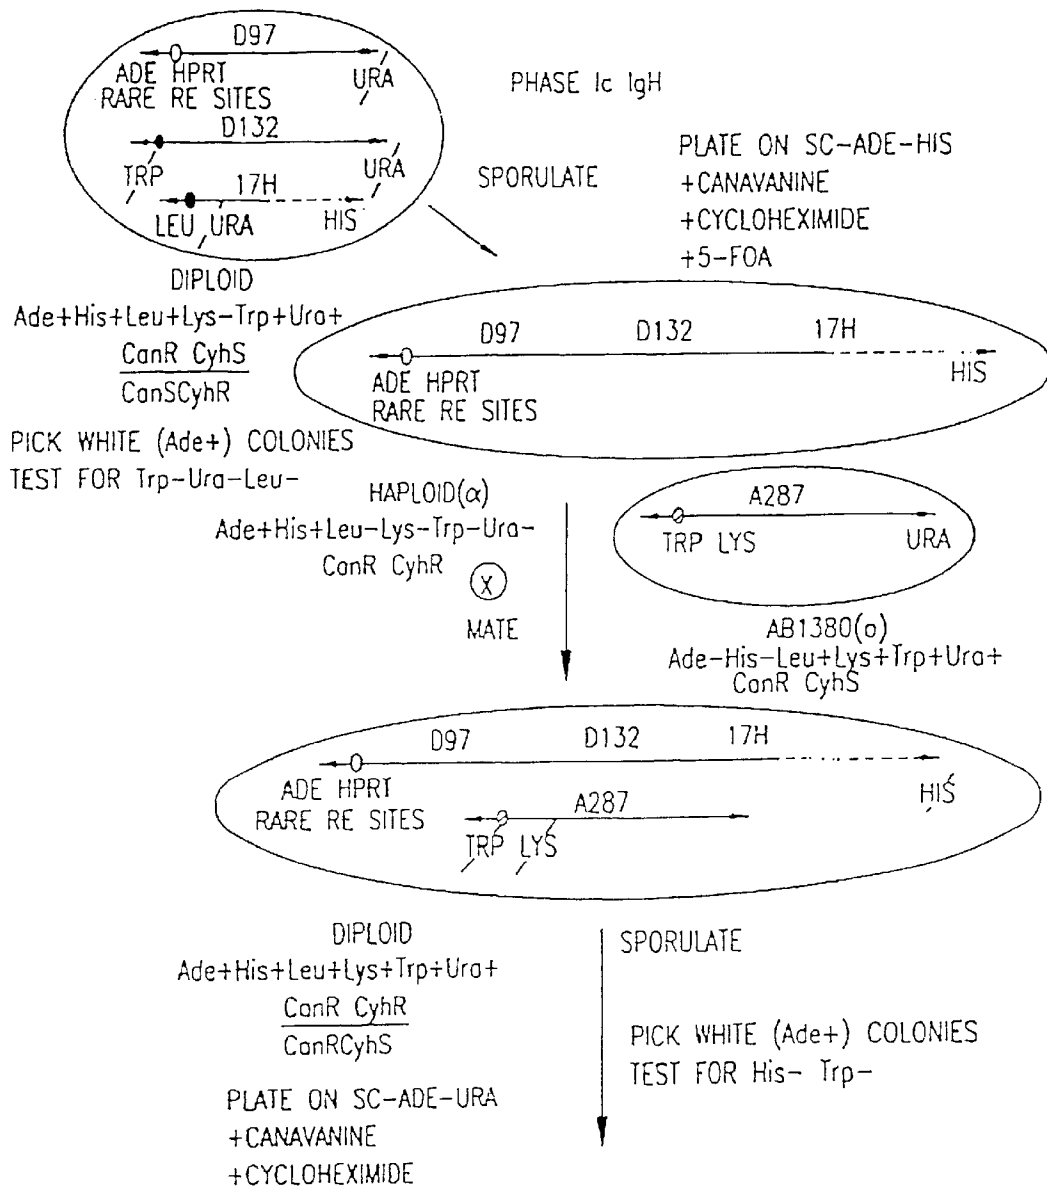 D97
ADE HPRT
RARE RE SITES
URA
D132
TRP
URA
17H
LEU URA
HIS
DIPLOID
Ade+His+Leu+Lys-Trp+Ura+
CanR CyhS
CanSCyhR
PICK WHITE (Ade+) COLONIES
TEST FOR Trp-Ura-Leu-
PHASE Ic IgH
SPORULATE
PLATE ON SC-ADE-HIS
+CANAVANINE
+CYCLOHEXIMIDE
+5-FOA
D97 D132 17H
ADE HPRT
RARE RE SITES
HIS
HAPLOID(α)
Ade+His+Leu-Lys-Trp-Ura-
CanR CyhR
X
MATE
A287
TRP LYS URA
AB1380(a)
Ade-His-Leu+Lys+Trp+Ura+
CanR CyhS
D97 D132 17H
ADE HPRT
RARE RE SITES
HIS
A287
TRP LYS
DIPLOID
Ade+His+Leu+Lys+Trp+Ura+
CanR CyhR
CanRCyhS
PLATE ON SC-ADE-URA
+CANAVANINE
+CYCLOHEXIMIDE
SPORULATE
PICK WHITE (Ade+) COLONIES
TEST FOR His- Trp-